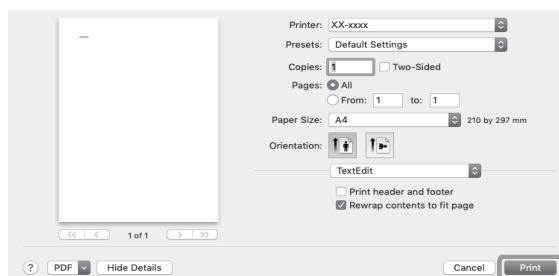 Printer: XX-xxxx
Presets: Default Settings
Copies: 1 Two-Sided
Pages: All
From: 1 to: 1
Paper Size: A4 210 by 297 mm
Orientation:
TextEdit
Print header and footer
Rewrap contents to fit page
<< < 1 of 1 > >>
? PDF Hide Details Cancel Print